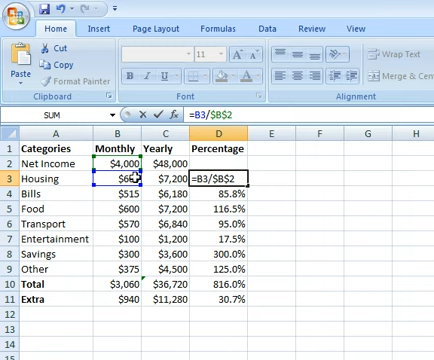 Home Insert Page Layout Formulas Data Review View
Paste
Cut
Copy
Format Painter
11
A A
B I U
Wrap Text
Merge & Cen
Clipboard Font Alignment
SUM =B3/$B$2
A B C D E F G H
1 Categories Monthly Yearly Percentage
2 Net Income $4,000 $48,000
3 Housing $7,200 =B3/$B$2
4 Bills $515 $6,180 85.8%
5 Food $600 $7,200 116.5%
6 Transport $570 $6,840 95.0%
7 Entertainment $100 $1,200 17.5%
8 Savings $300 $3,600 300.0%
9 Other $375 $4,500 125.0%
10 Total $3,060 $36,720 816.0%
11 Extra $940 $11,280 30.7%
12
13
14
15